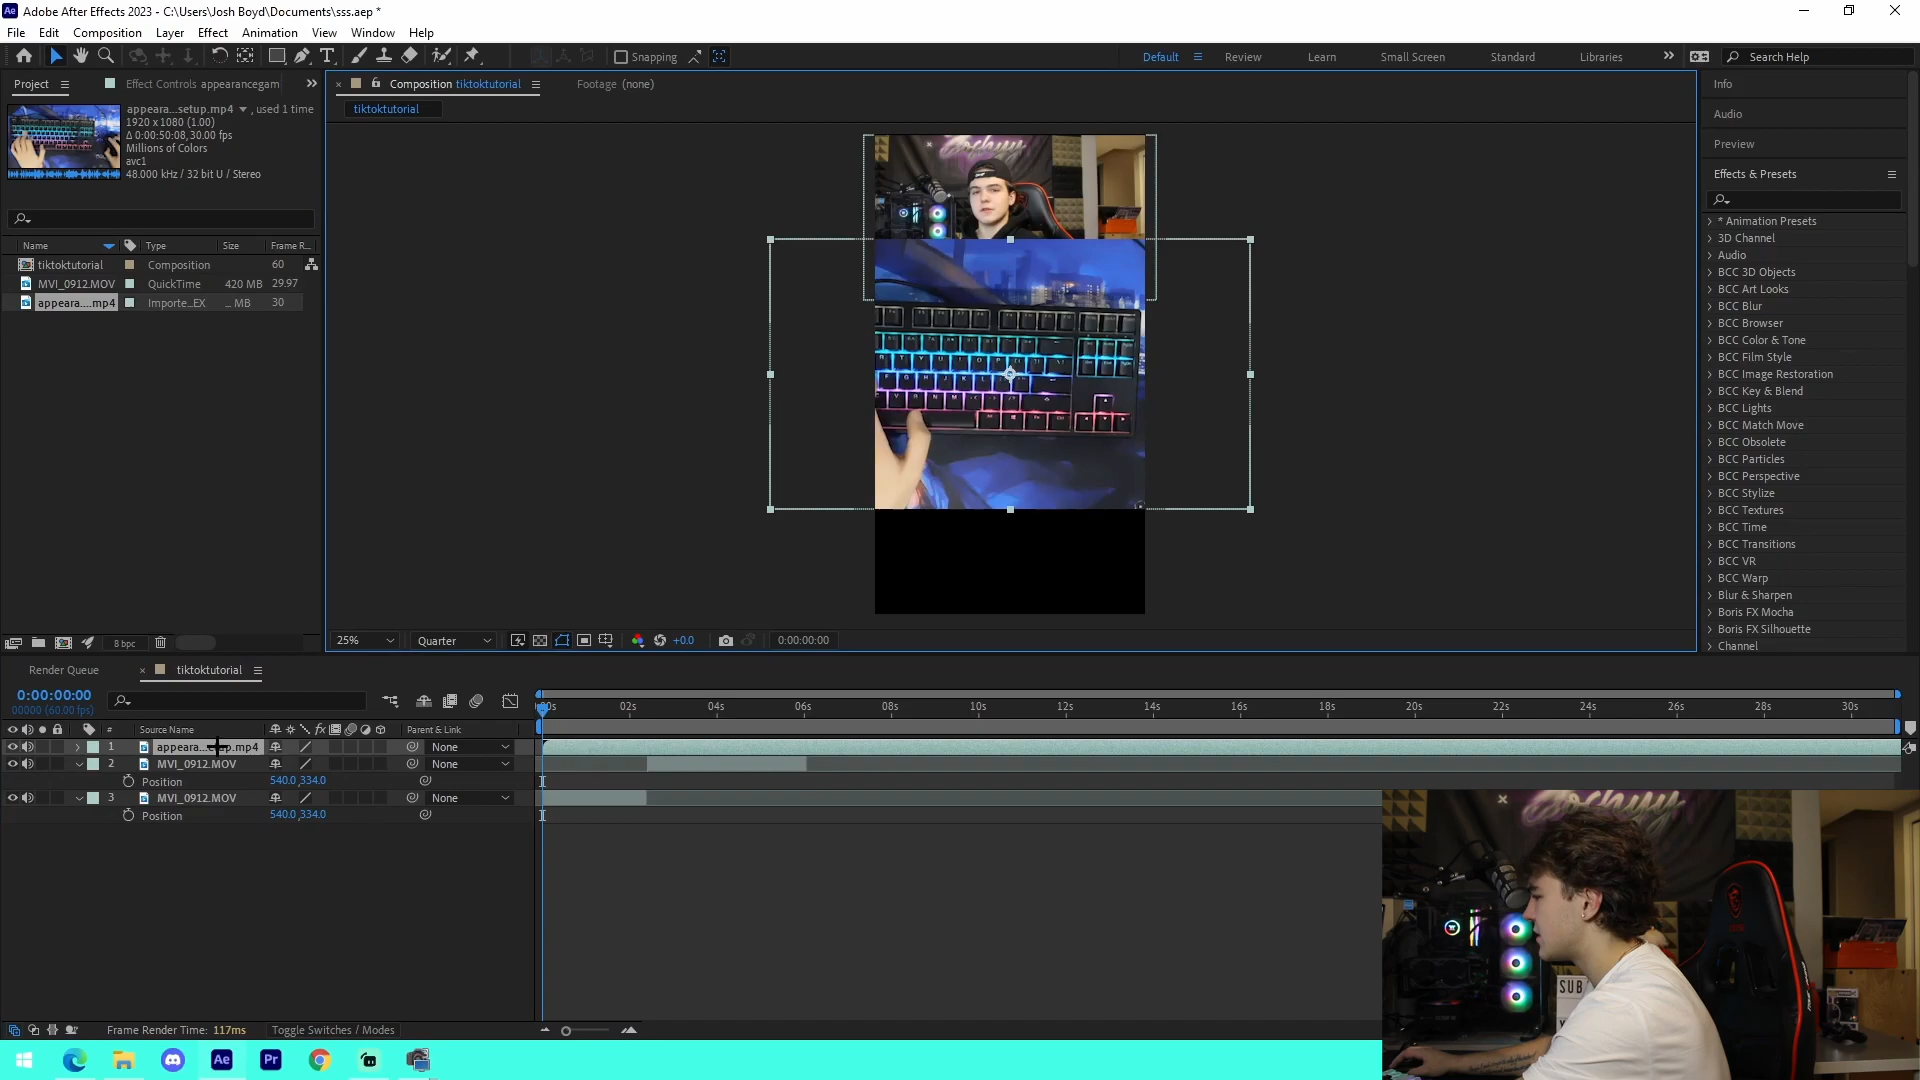 Adobe After Effects 2023 - C:\Users\Josh Boyd\Documents\sss.aep *
File Edit Composition Layer Effect Animation View Window Help
Snapping
Default Review Learn Small Screen Standard Libraries Search Help
Project Effect Controls appearancegam
Composition tiktoktutorial Footage (none)
tiktoktutorial
appeara...setup.mp4 , used 1 time
1920 x 1080 (1.00)
Δ 0:00:50:08, 30.00 fps
Millions of Colors
avc1
48.000 kHz / 32 bit U / Stereo
Name Type Size Frame R...
tiktoktutorial Composition 60
MVI_0912.MOV QuickTime 420 MB 29.97
appeara....mp4 Importe...EX ... MB 30
8 bpc
25% Quarter +0.0 0:00:00:00
Info
Audio
Preview
Effects & Presets
* Animation Presets
3D Channel
Audio
BCC 3D Objects
BCC Art Looks
BCC Blur
BCC Browser
BCC Color & Tone
BCC Film Style
BCC Image Restoration
BCC Key & Blend
BCC Lights
BCC Match Move
BCC Obsolete
BCC Particles
BCC Perspective
BCC Stylize
BCC Textures
BCC Time
BCC Transitions
BCC VR
BCC Warp
Blur & Sharpen
Boris FX Mocha
Boris FX Silhouette
Channel
Render Queue tiktoktutorial
0:00:00:00
00000 (60.00 fps)
02s 04s 06s 08s 10s 12s 14s 16s 18s 20s 22s 24s 26s 28s 30s
# Source Name Parent & Link
1 None
2 MVI_0912.MOV None
Position 540.0,334.0
3 MVI_0912.MOV None
Position 540.0,334.0
Frame Render Time: 117ms Toggle Switches / Modes
Ae Pr
SUB